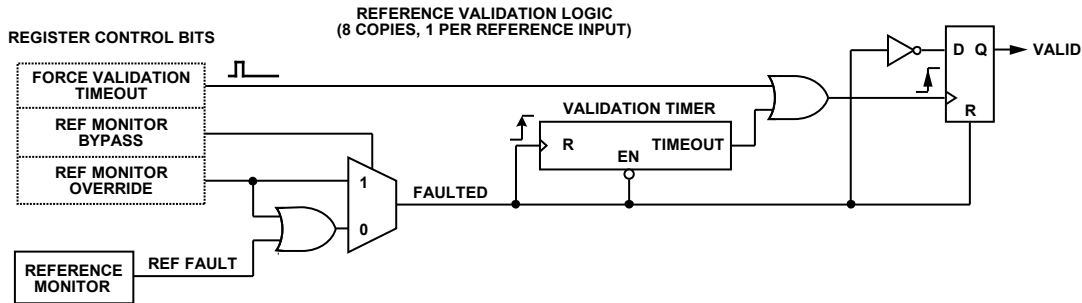 REFERENCE VALIDATION LOGIC
(8 COPIES, 1 PER REFERENCE INPUT)
REGISTER CONTROL BITS
FORCE VALIDATION
TIMEOUT
REF MONITOR
BYPASS
REF MONITOR
OVERRIDE
REFERENCE
MONITOR
REF FAULT
1
0
FAULTED
VALIDATION TIMER
R
EN
TIMEOUT
D Q
R
VALID